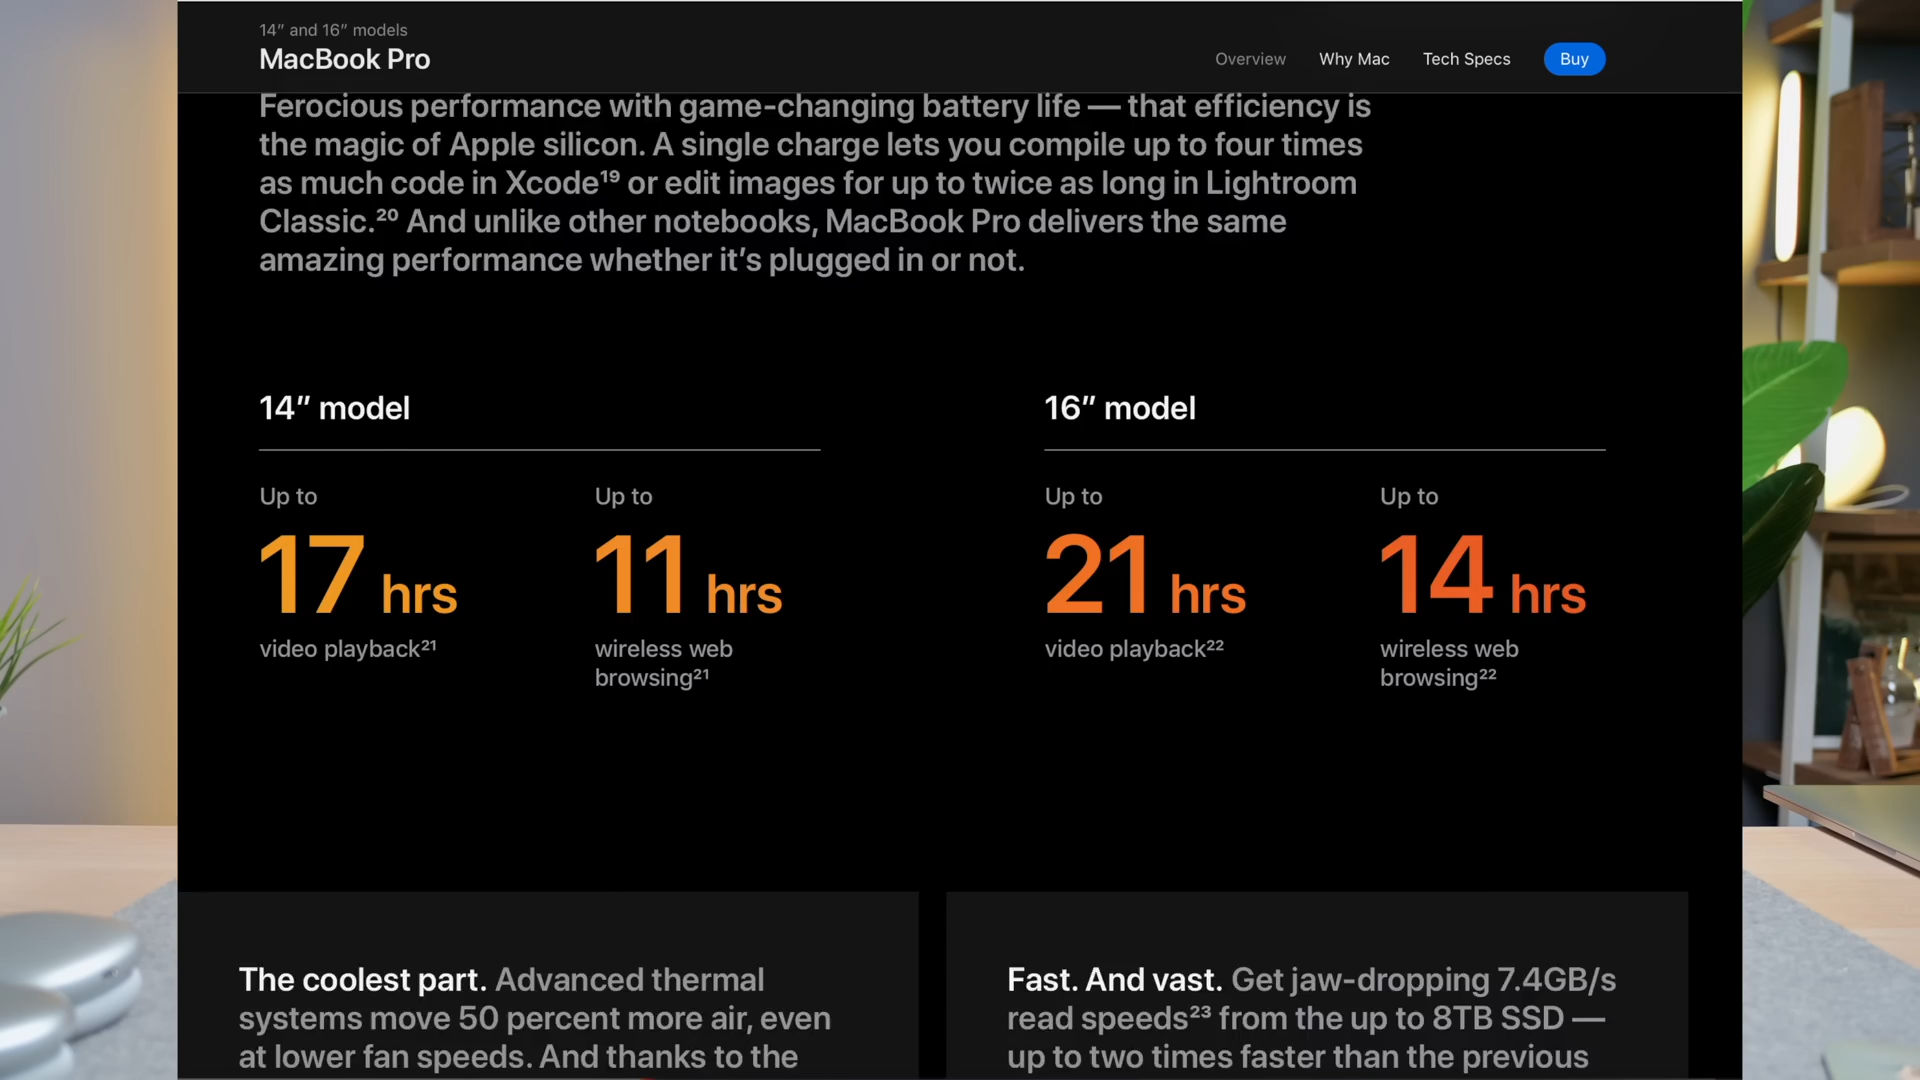 14” and 16” models
MacBook Pro
Overview
Why Mac
Tech Specs
Buy
Ferocious performance with game-changing battery life — that efficiency is
the magic of Apple silicon. A single charge lets you compile up to four times
as much code in Xcode¹⁹ or edit images for up to twice as long in Lightroom
Classic.²⁰ And unlike other notebooks, MacBook Pro delivers the same
amazing performance whether it’s plugged in or not.
14” model
Up to
17 hrs
video playback²¹
Up to
11 hrs
wireless web
browsing²¹
16” model
Up to
21 hrs
video playback²²
Up to
14 hrs
wireless web
browsing²²
The coolest part. Advanced thermal
systems move 50 percent more air, even
at lower fan speeds. And thanks to the
Fast. And vast. Get jaw-dropping 7.4GB/s
read speeds²³ from the up to 8TB SSD —
up to two times faster than the previous